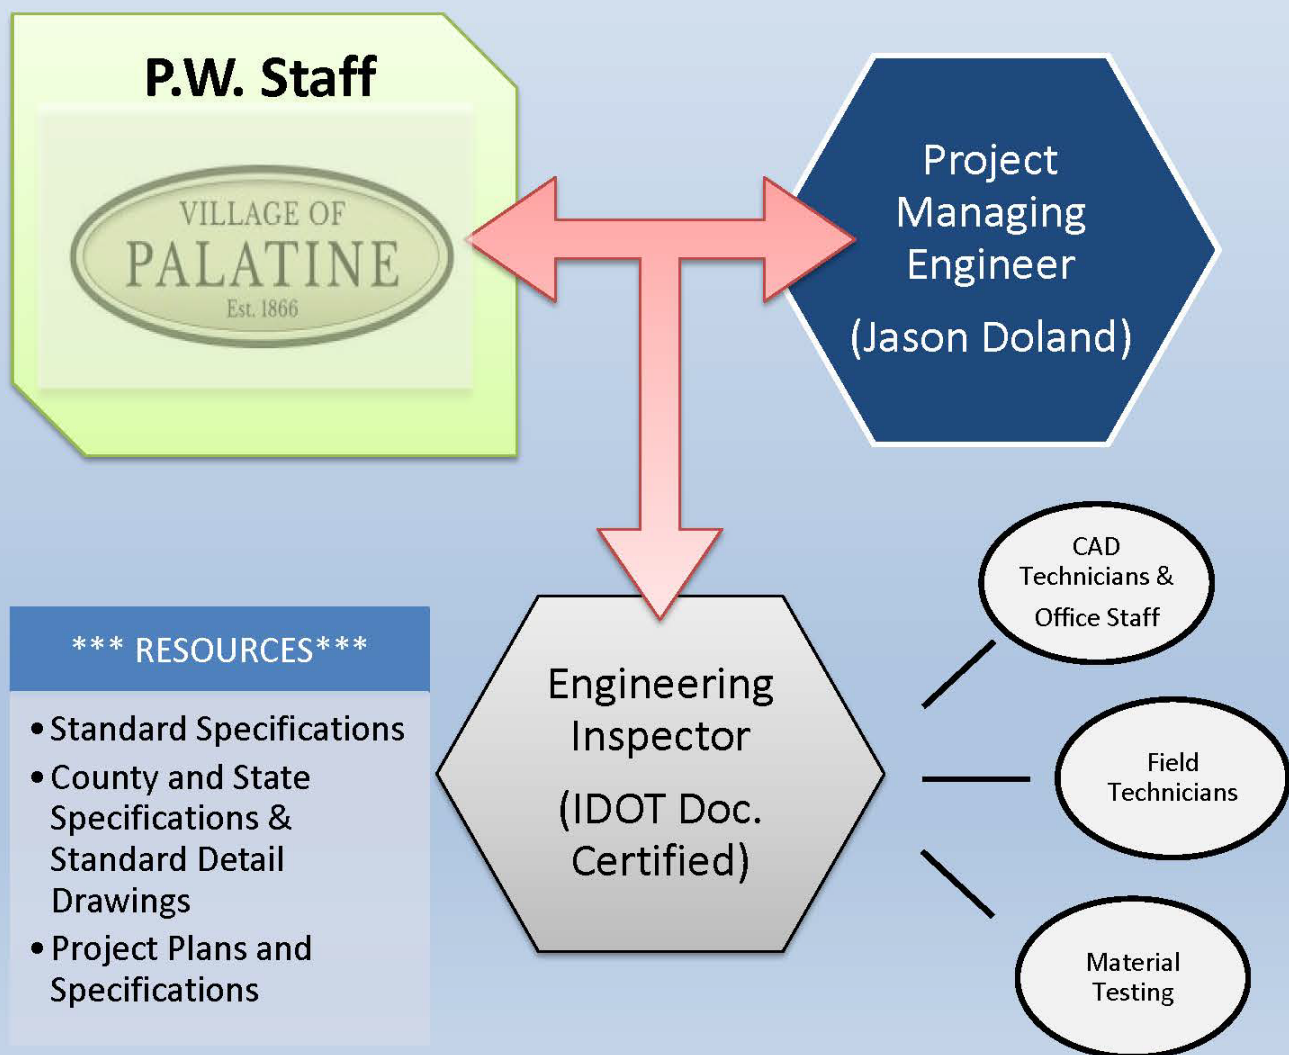 P.W. Staff
VILLAGE OF
PALATINE
Est. 1866
Project
Managing
Engineer
(Jason Doland)
CAD
Technicians &
Office Staff
*** RESOURCES***
• Standard Specifications
• County and State
Specifications &
Standard Detail
Drawings
• Project Plans and
Specifications
Engineering
Inspector
(IDOT Doc.
Certified)
Field
Technicians
Material
Testing